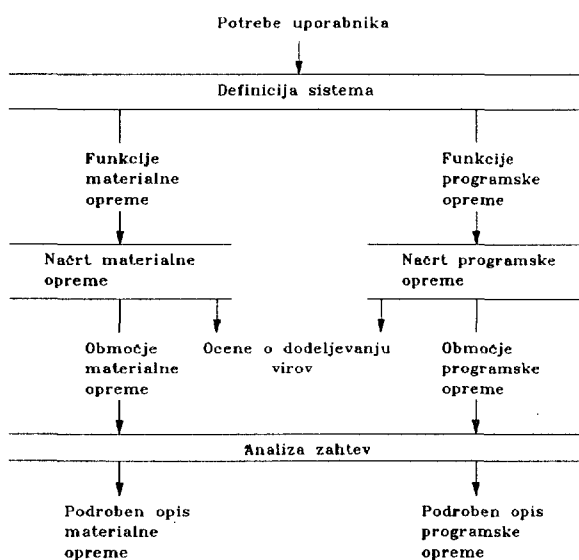 Potrebe uporabnika
Definicija sistema
Funkcije
materialne
opreme
Funkcije
programske
opreme
Načrt materialne
opreme
Načrt programske
opreme
Območje
materialne
opreme
Ocene o dodeljevanju
virov
Območje
programske
opreme
Analiza zahtev
Podroben opis
materialne
opreme
Podroben opis
programske
opreme